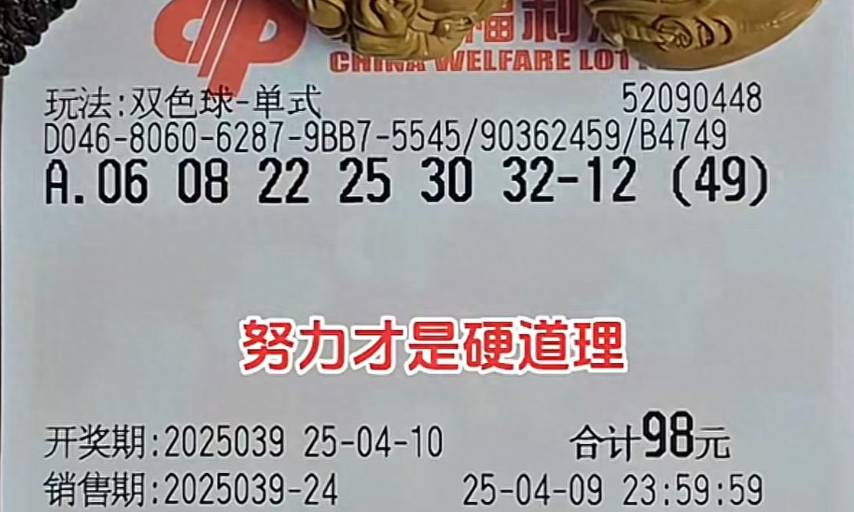 CHINA WELFARE LOT
玩法:双色球-单式 52090448
D046-8060-6287-9BB7-5545/90362459/B4749
A.06 08 22 25 30 32-12 (49)
努力才是硬道理
开奖期:2025039 25-04-10 合计98元
销售期:2025039-24 25-04-09 23:59:59